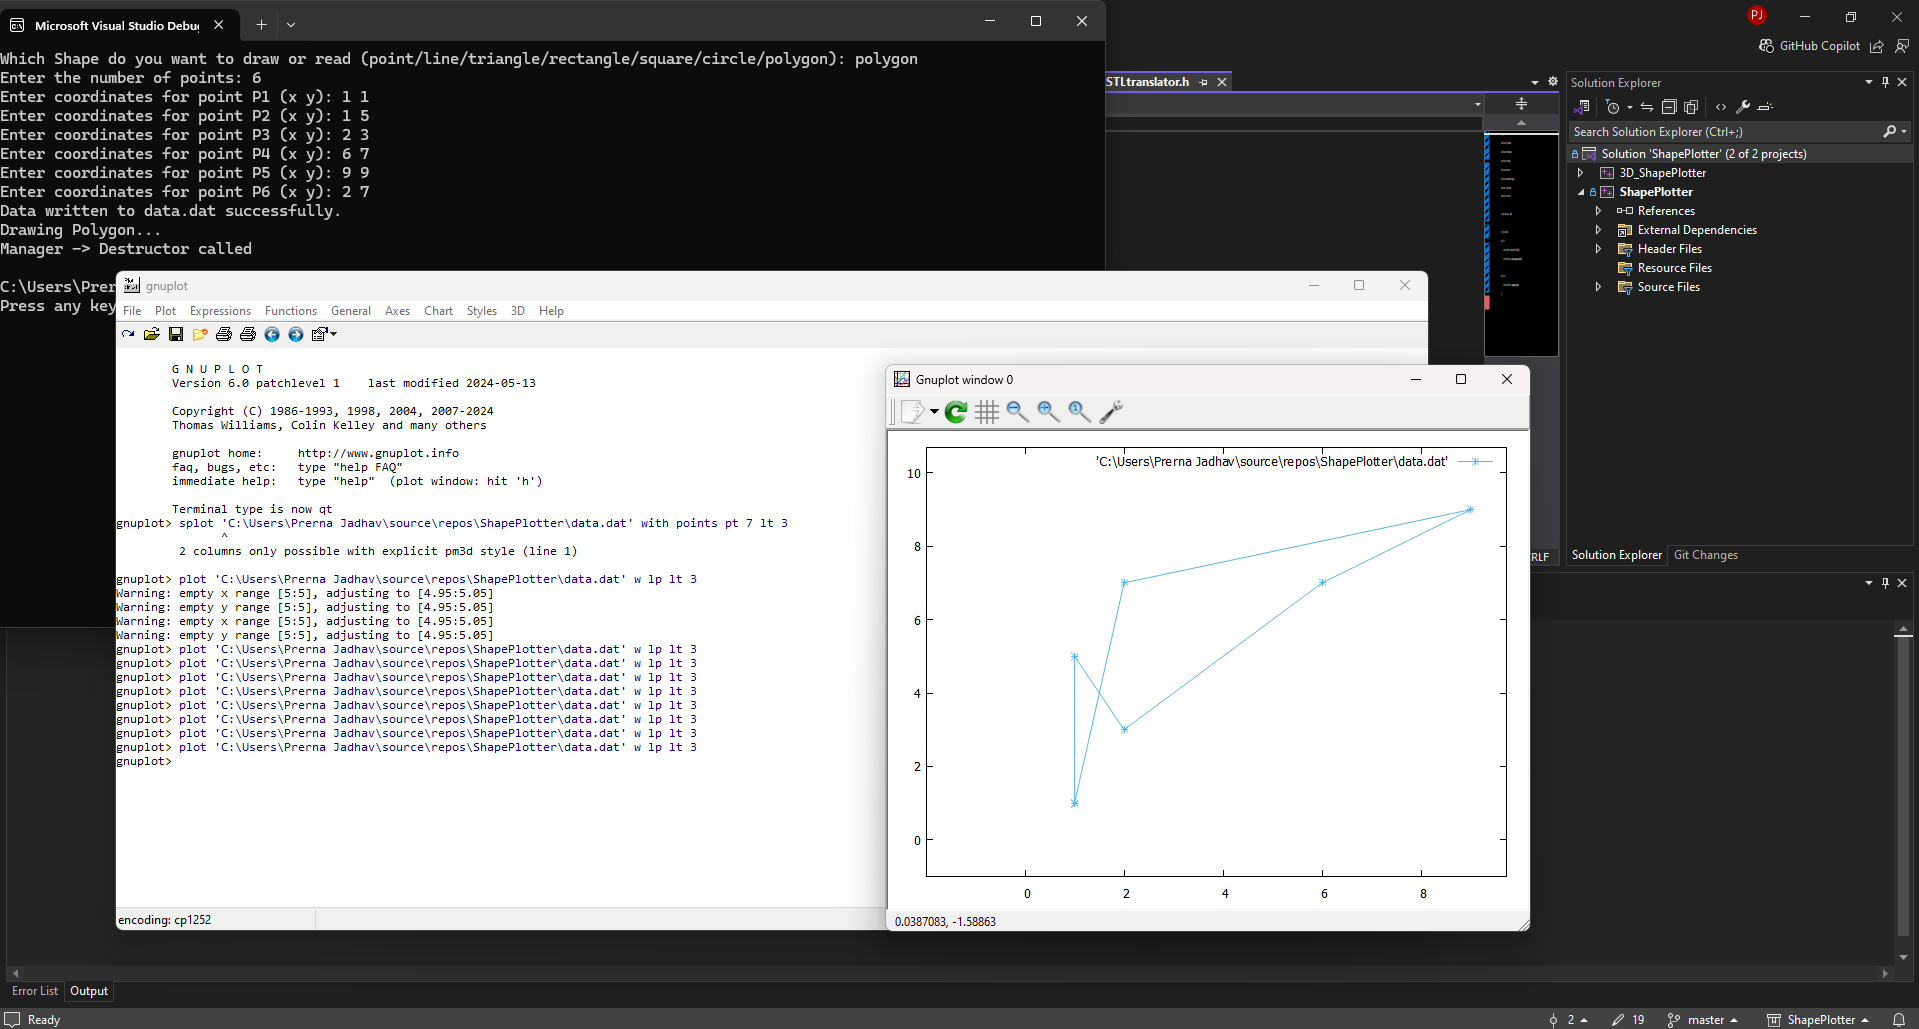 Microsoft Visual Studio Debu
Which Shape do you want to draw or read (point/line/triangle/rectangle/square/circle/polygon): polygon
Enter the number of points: 6
Enter coordinates for point P1 (x y): 1 1
Enter coordinates for point P2 (x y): 1 5
Enter coordinates for point P3 (x y): 2 3
Enter coordinates for point P4 (x y): 6 7
Enter coordinates for point P5 (x y): 9 9
Enter coordinates for point P6 (x y): 2 7
Data written to data.dat successfully.
Drawing Polygon...
Manager -> Destructor called
C:\Users\Prer
Press any key
gnuplot
File Plot Expressions Functions General Axes Chart Styles 3D Help
G N U P L O T
Version 6.0 patchlevel 1    last modified 2024-05-13
Copyright (C) 1986-1993, 1998, 2004, 2007-2024
Thomas Williams, Colin Kelley and many others
gnuplot home:     http://www.gnuplot.info
faq, bugs, etc:   type "help FAQ"
immediate help:   type "help"  (plot window: hit 'h')
Terminal type is now qt
gnuplot> splot 'C:\Users\Prerna Jadhav\source\repos\ShapePlotter\data.dat' with points pt 7 lt 3
^
2 columns only possible with explicit pm3d style (line 1)
gnuplot> plot 'C:\Users\Prerna Jadhav\source\repos\ShapePlotter\data.dat' w lp lt 3
Warning: empty x range [5:5], adjusting to [4.95:5.05]
Warning: empty y range [5:5], adjusting to [4.95:5.05]
Warning: empty x range [5:5], adjusting to [4.95:5.05]
Warning: empty y range [5:5], adjusting to [4.95:5.05]
gnuplot> plot 'C:\Users\Prerna Jadhav\source\repos\ShapePlotter\data.dat' w lp lt 3
gnuplot> plot 'C:\Users\Prerna Jadhav\source\repos\ShapePlotter\data.dat' w lp lt 3
gnuplot> plot 'C:\Users\Prerna Jadhav\source\repos\ShapePlotter\data.dat' w lp lt 3
gnuplot> plot 'C:\Users\Prerna Jadhav\source\repos\ShapePlotter\data.dat' w lp lt 3
gnuplot> plot 'C:\Users\Prerna Jadhav\source\repos\ShapePlotter\data.dat' w lp lt 3
gnuplot> plot 'C:\Users\Prerna Jadhav\source\repos\ShapePlotter\data.dat' w lp lt 3
gnuplot> plot 'C:\Users\Prerna Jadhav\source\repos\ShapePlotter\data.dat' w lp lt 3
gnuplot> plot 'C:\Users\Prerna Jadhav\source\repos\ShapePlotter\data.dat' w lp lt 3
gnuplot>
encoding: cp1252
Gnuplot window 0
'C:\Users\Prerna Jadhav\source\repos\ShapePlotter\data.dat'
10
8
6
4
2
0
0 2 4 6 8
0.0387083, -1.58863
PJ
GitHub Copilot
STLtranslator.h
RLF
Solution Explorer
Search Solution Explorer (Ctrl+;)
Solution 'ShapePlotter' (2 of 2 projects)
3D_ShapePlotter
ShapePlotter
References
External Dependencies
Header Files
Resource Files
Source Files
Solution Explorer Git Changes
Error List Output
Ready
2 19 master ShapePlotter